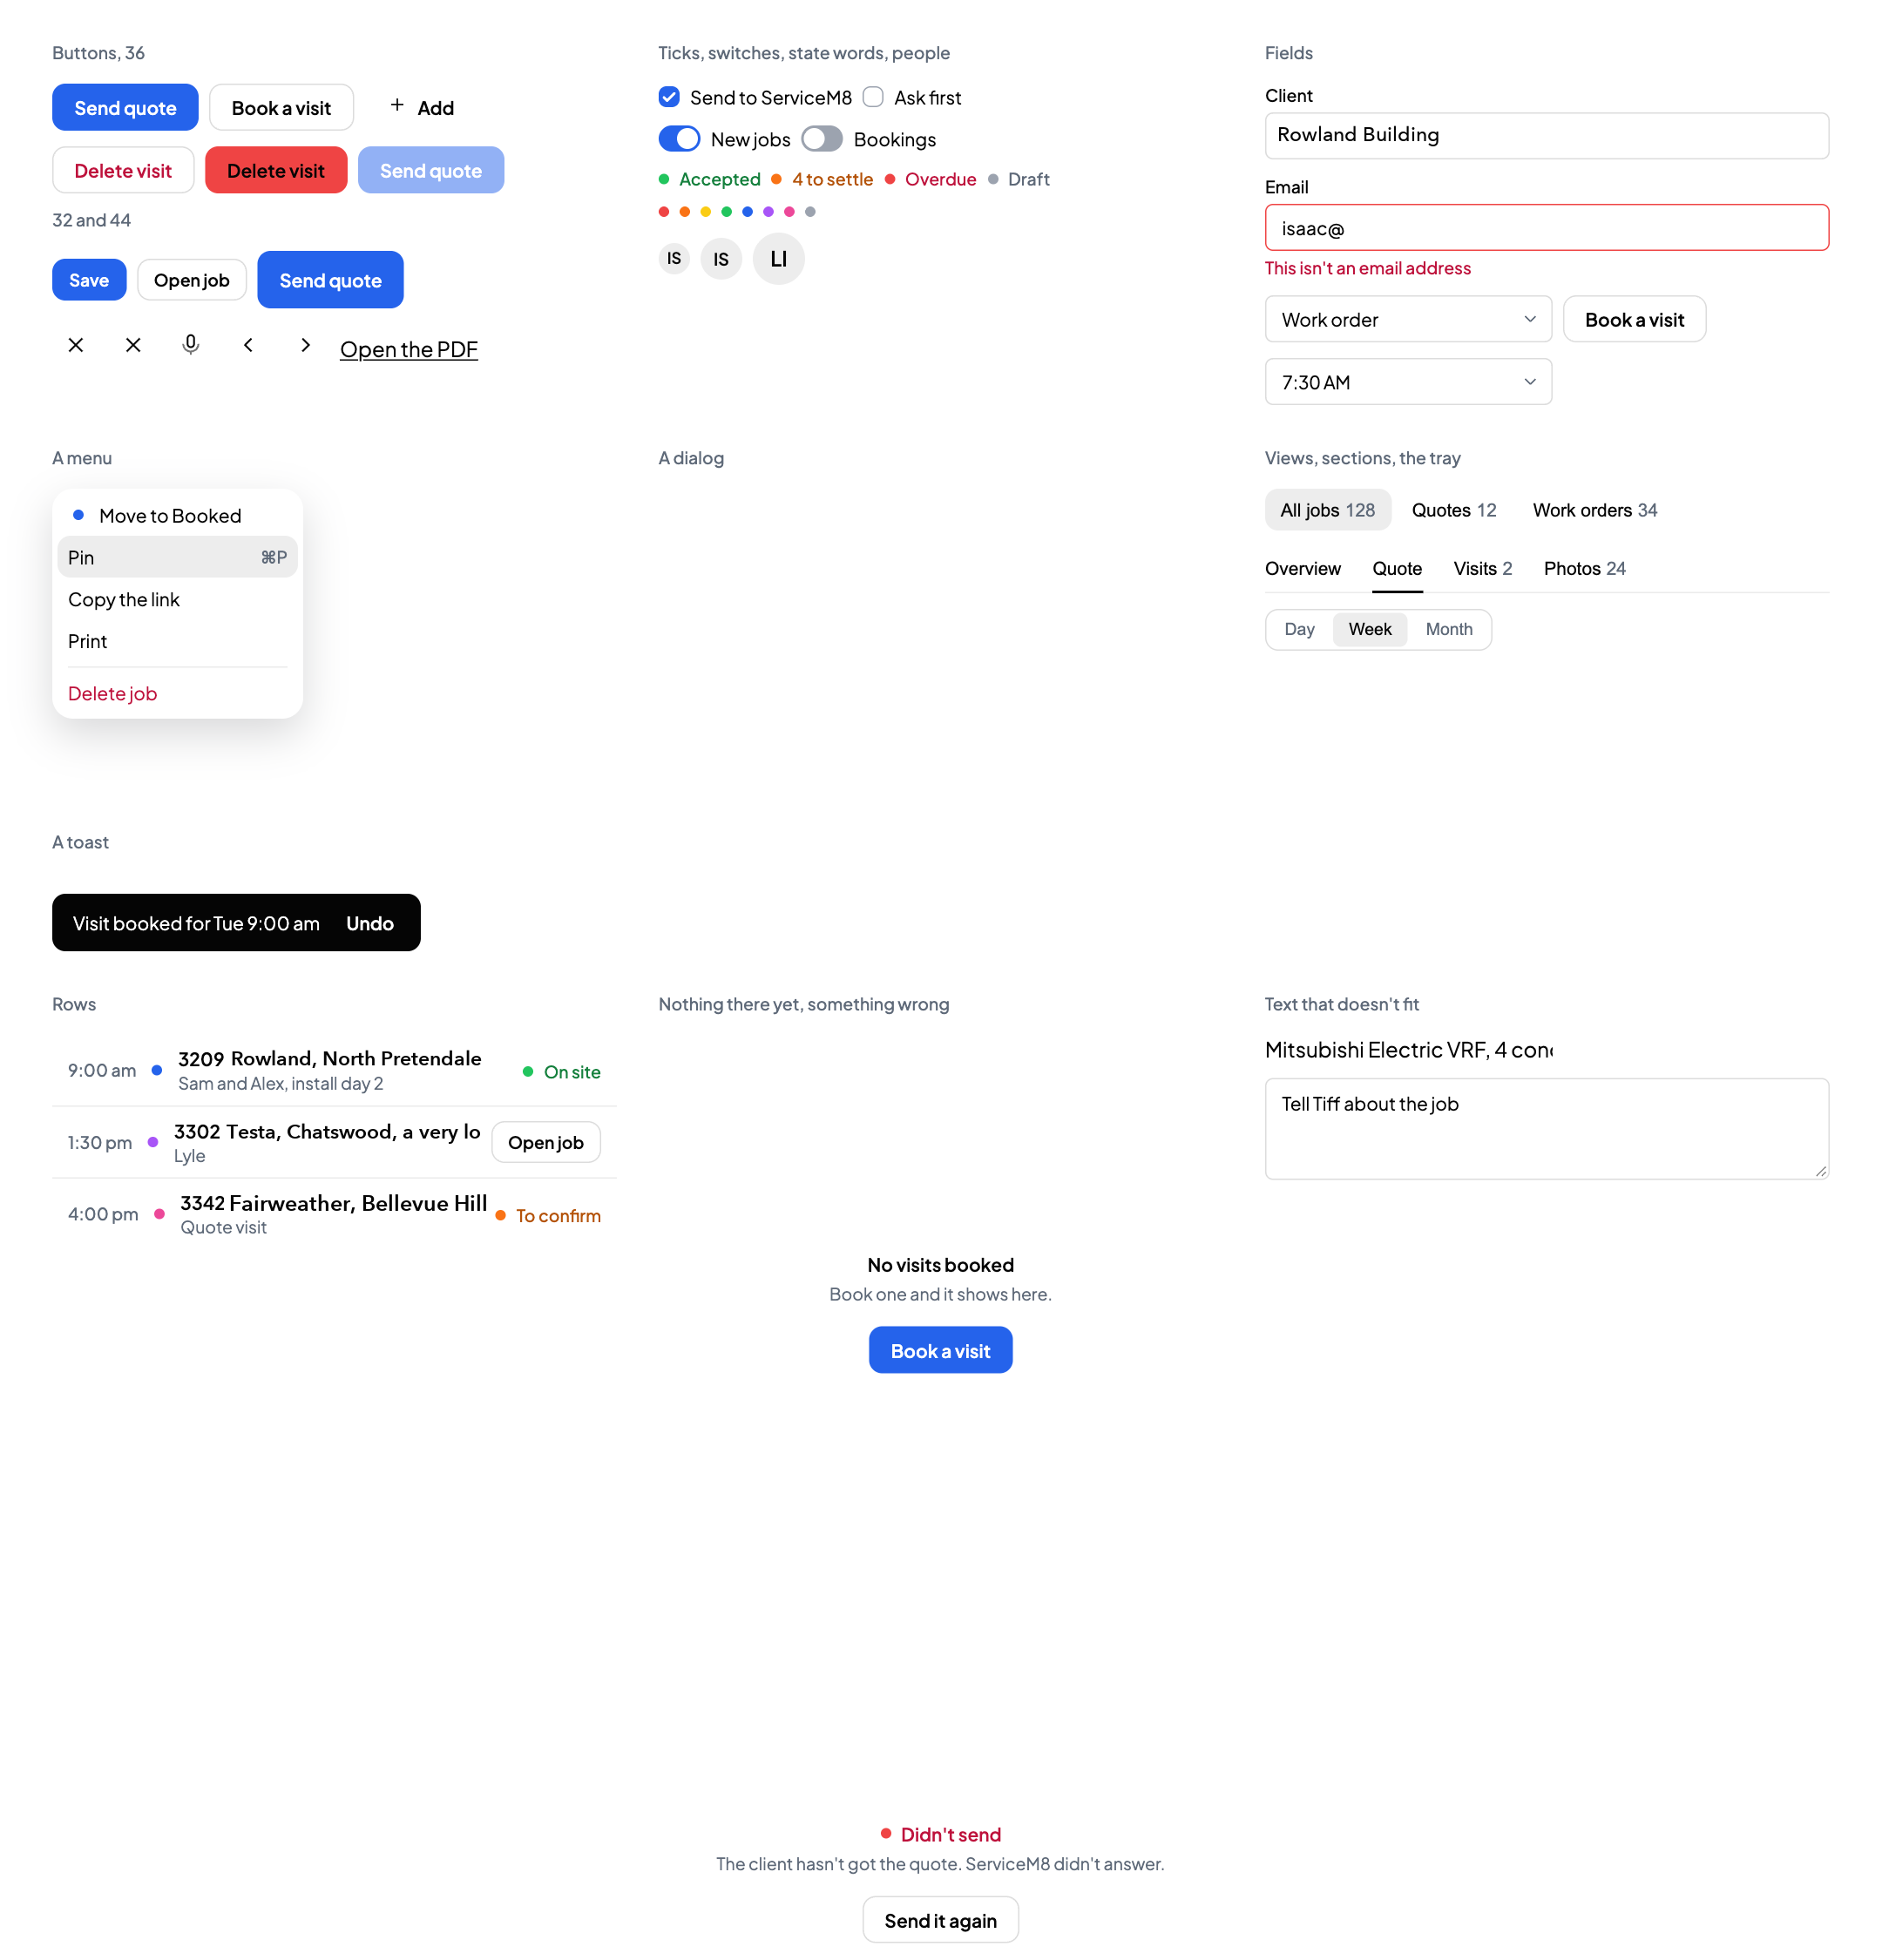 Buttons, 36
Send quote
Book a visit
+ Add
Delete visit
Delete visit
Send quote
32 and 44
Save
Open job
Send quote
Open the PDF
Ticks, switches, state words, people
Send to ServiceM8
Ask first
New jobs
Bookings
Accepted
4 to settle
Overdue
Draft
IS
IS
LI
Fields
Client
Rowland Building
Email
isaac@
This isn't an email address
Work order
Book a visit
7:30 AM
A menu
Move to Booked
Pin ⌘P
Copy the link
Print
Delete job
A dialog
Views, sections, the tray
All jobs 128
Quotes 12
Work orders 34
Overview
Quote
Visits 2
Photos 24
Day
Week
Month
A toast
Visit booked for Tue 9:00 am
Undo
Rows
9:00 am
3209 Rowland, North Pretendale
Sam and Alex, install day 2
On site
1:30 pm
3302 Testa, Chatswood, a very lo
Lyle
Open job
4:00 pm
3342 Fairweather, Bellevue Hill
Quote visit
To confirm
Nothing there yet, something wrong
No visits booked
Book one and it shows here.
Book a visit
Didn't send
The client hasn't got the quote. ServiceM8 didn't answer.
Send it again
Text that doesn't fit
Mitsubishi Electric VRF, 4 con
Tell Tiff about the job